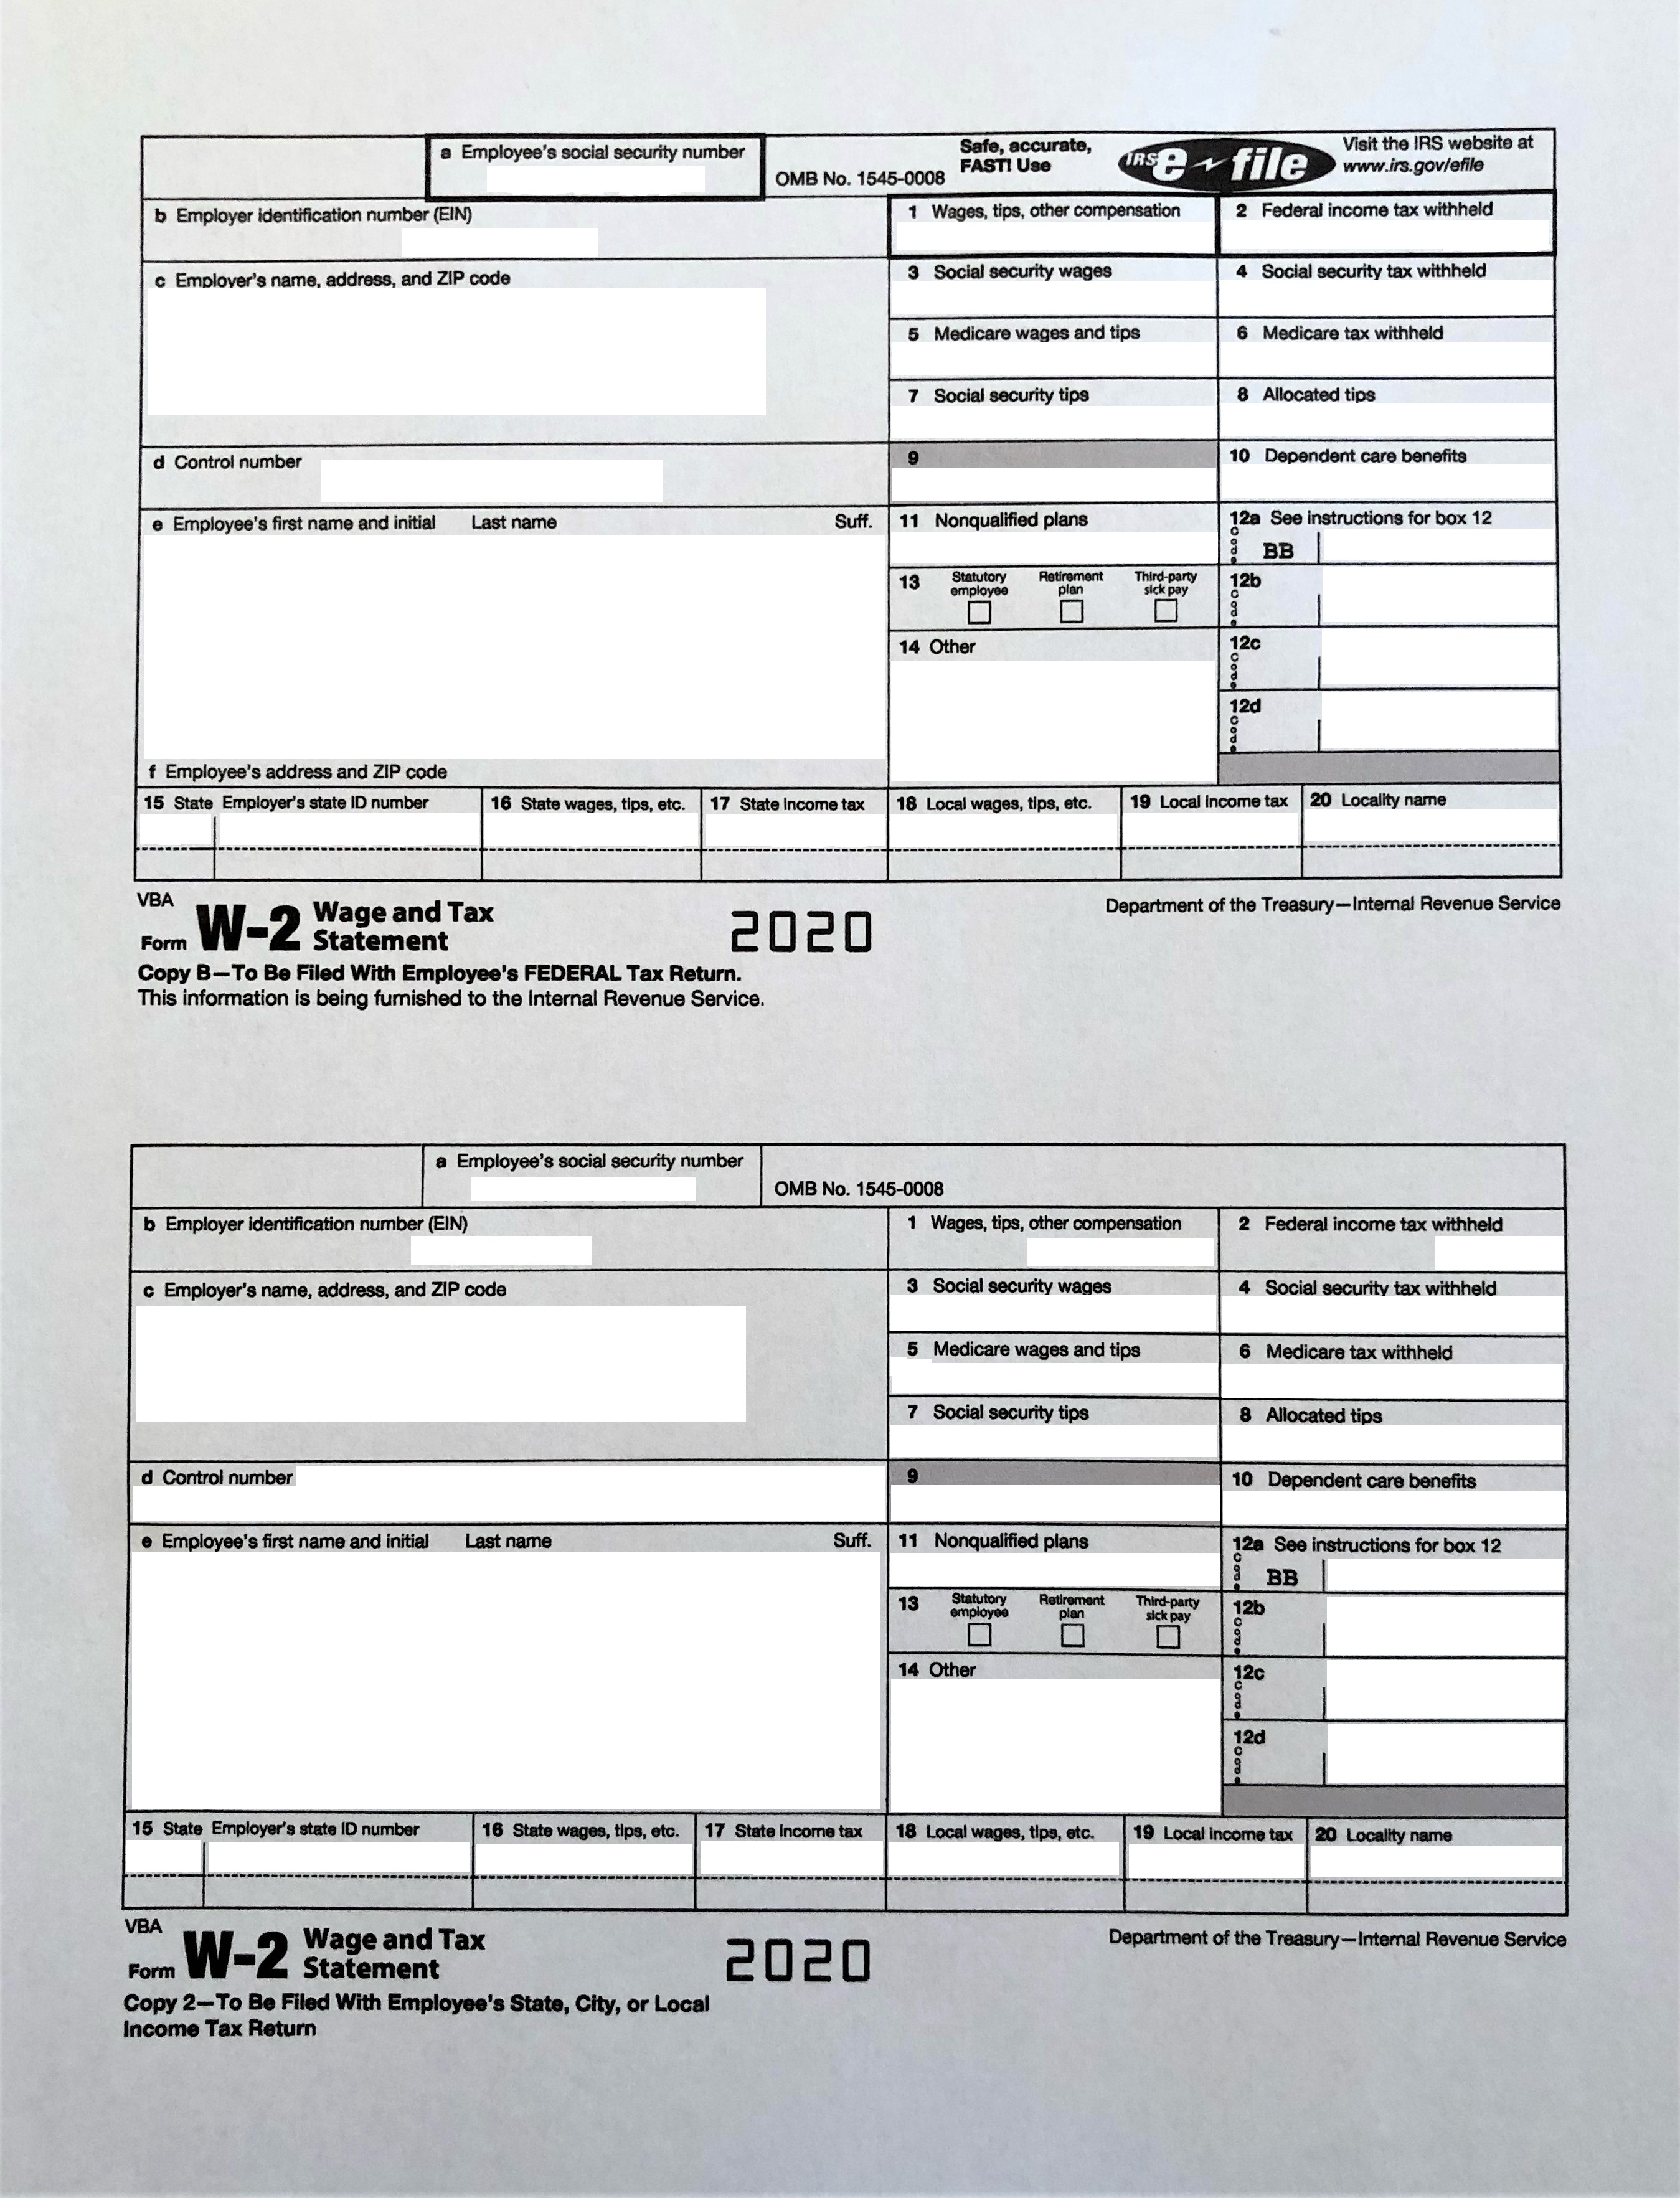 a Employee's social security number
OMB No. 1545-0008
Safe, accurate,
FAST! Use
IRS e file
Visit the IRS website at
www.irs.gov/efile
b Employer identification number (EIN)
1 Wages, tips, other compensation
2 Federal income tax withheld
c Employer's name, address, and ZIP code
3 Social security wages
4 Social security tax withheld
5 Medicare wages and tips
6 Medicare tax withheld
7 Social security tips
8 Allocated tips
d Control number
9
10 Dependent care benefits
e Employee's first name and initial Last name Suff.
11 Nonqualified plans
12a See instructions for box 12
Code BB
13 Statutory employee Retirement plan Third-party sick pay
12b
Code
14 Other
12c
Code
12d
Code
f Employee's address and ZIP code
15 State Employer's state ID number
16 State wages, tips, etc.
17 State income tax
18 Local wages, tips, etc.
19 Local income tax
20 Locality name
VBA
Form W-2 Wage and Tax Statement
2020
Department of the Treasury—Internal Revenue Service
Copy B—To Be Filed With Employee's FEDERAL Tax Return.
This information is being furnished to the Internal Revenue Service.
a Employee's social security number
OMB No. 1545-0008
b Employer identification number (EIN)
1 Wages, tips, other compensation
2 Federal income tax withheld
c Employer's name, address, and ZIP code
3 Social security wages
4 Social security tax withheld
5 Medicare wages and tips
6 Medicare tax withheld
7 Social security tips
8 Allocated tips
d Control number
9
10 Dependent care benefits
e Employee's first name and initial Last name Suff.
11 Nonqualified plans
12a See instructions for box 12
Code BB
13 Statutory employee Retirement plan Third-party sick pay
12b
Code
14 Other
12c
Code
12d
Code
15 State Employer's state ID number
16 State wages, tips, etc.
17 State income tax
18 Local wages, tips, etc.
19 Local income tax
20 Locality name
VBA
Form W-2 Wage and Tax Statement
2020
Department of the Treasury—Internal Revenue Service
Copy 2—To Be Filed With Employee's State, City, or Local
Income Tax Return